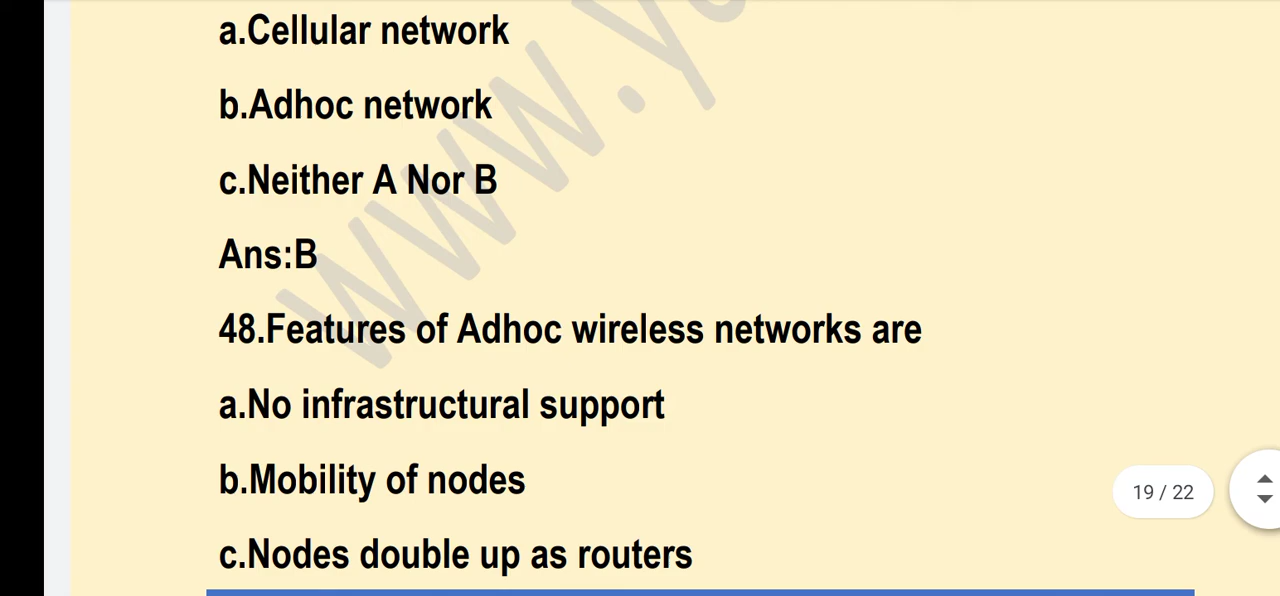 a.Cellular network
b.Adhoc network
c.Neither A Nor B
Ans:B
48.Features of Adhoc wireless networks are
a.No infrastructural support
b.Mobility of nodes
19 / 22
c.Nodes double up as routers
www.y